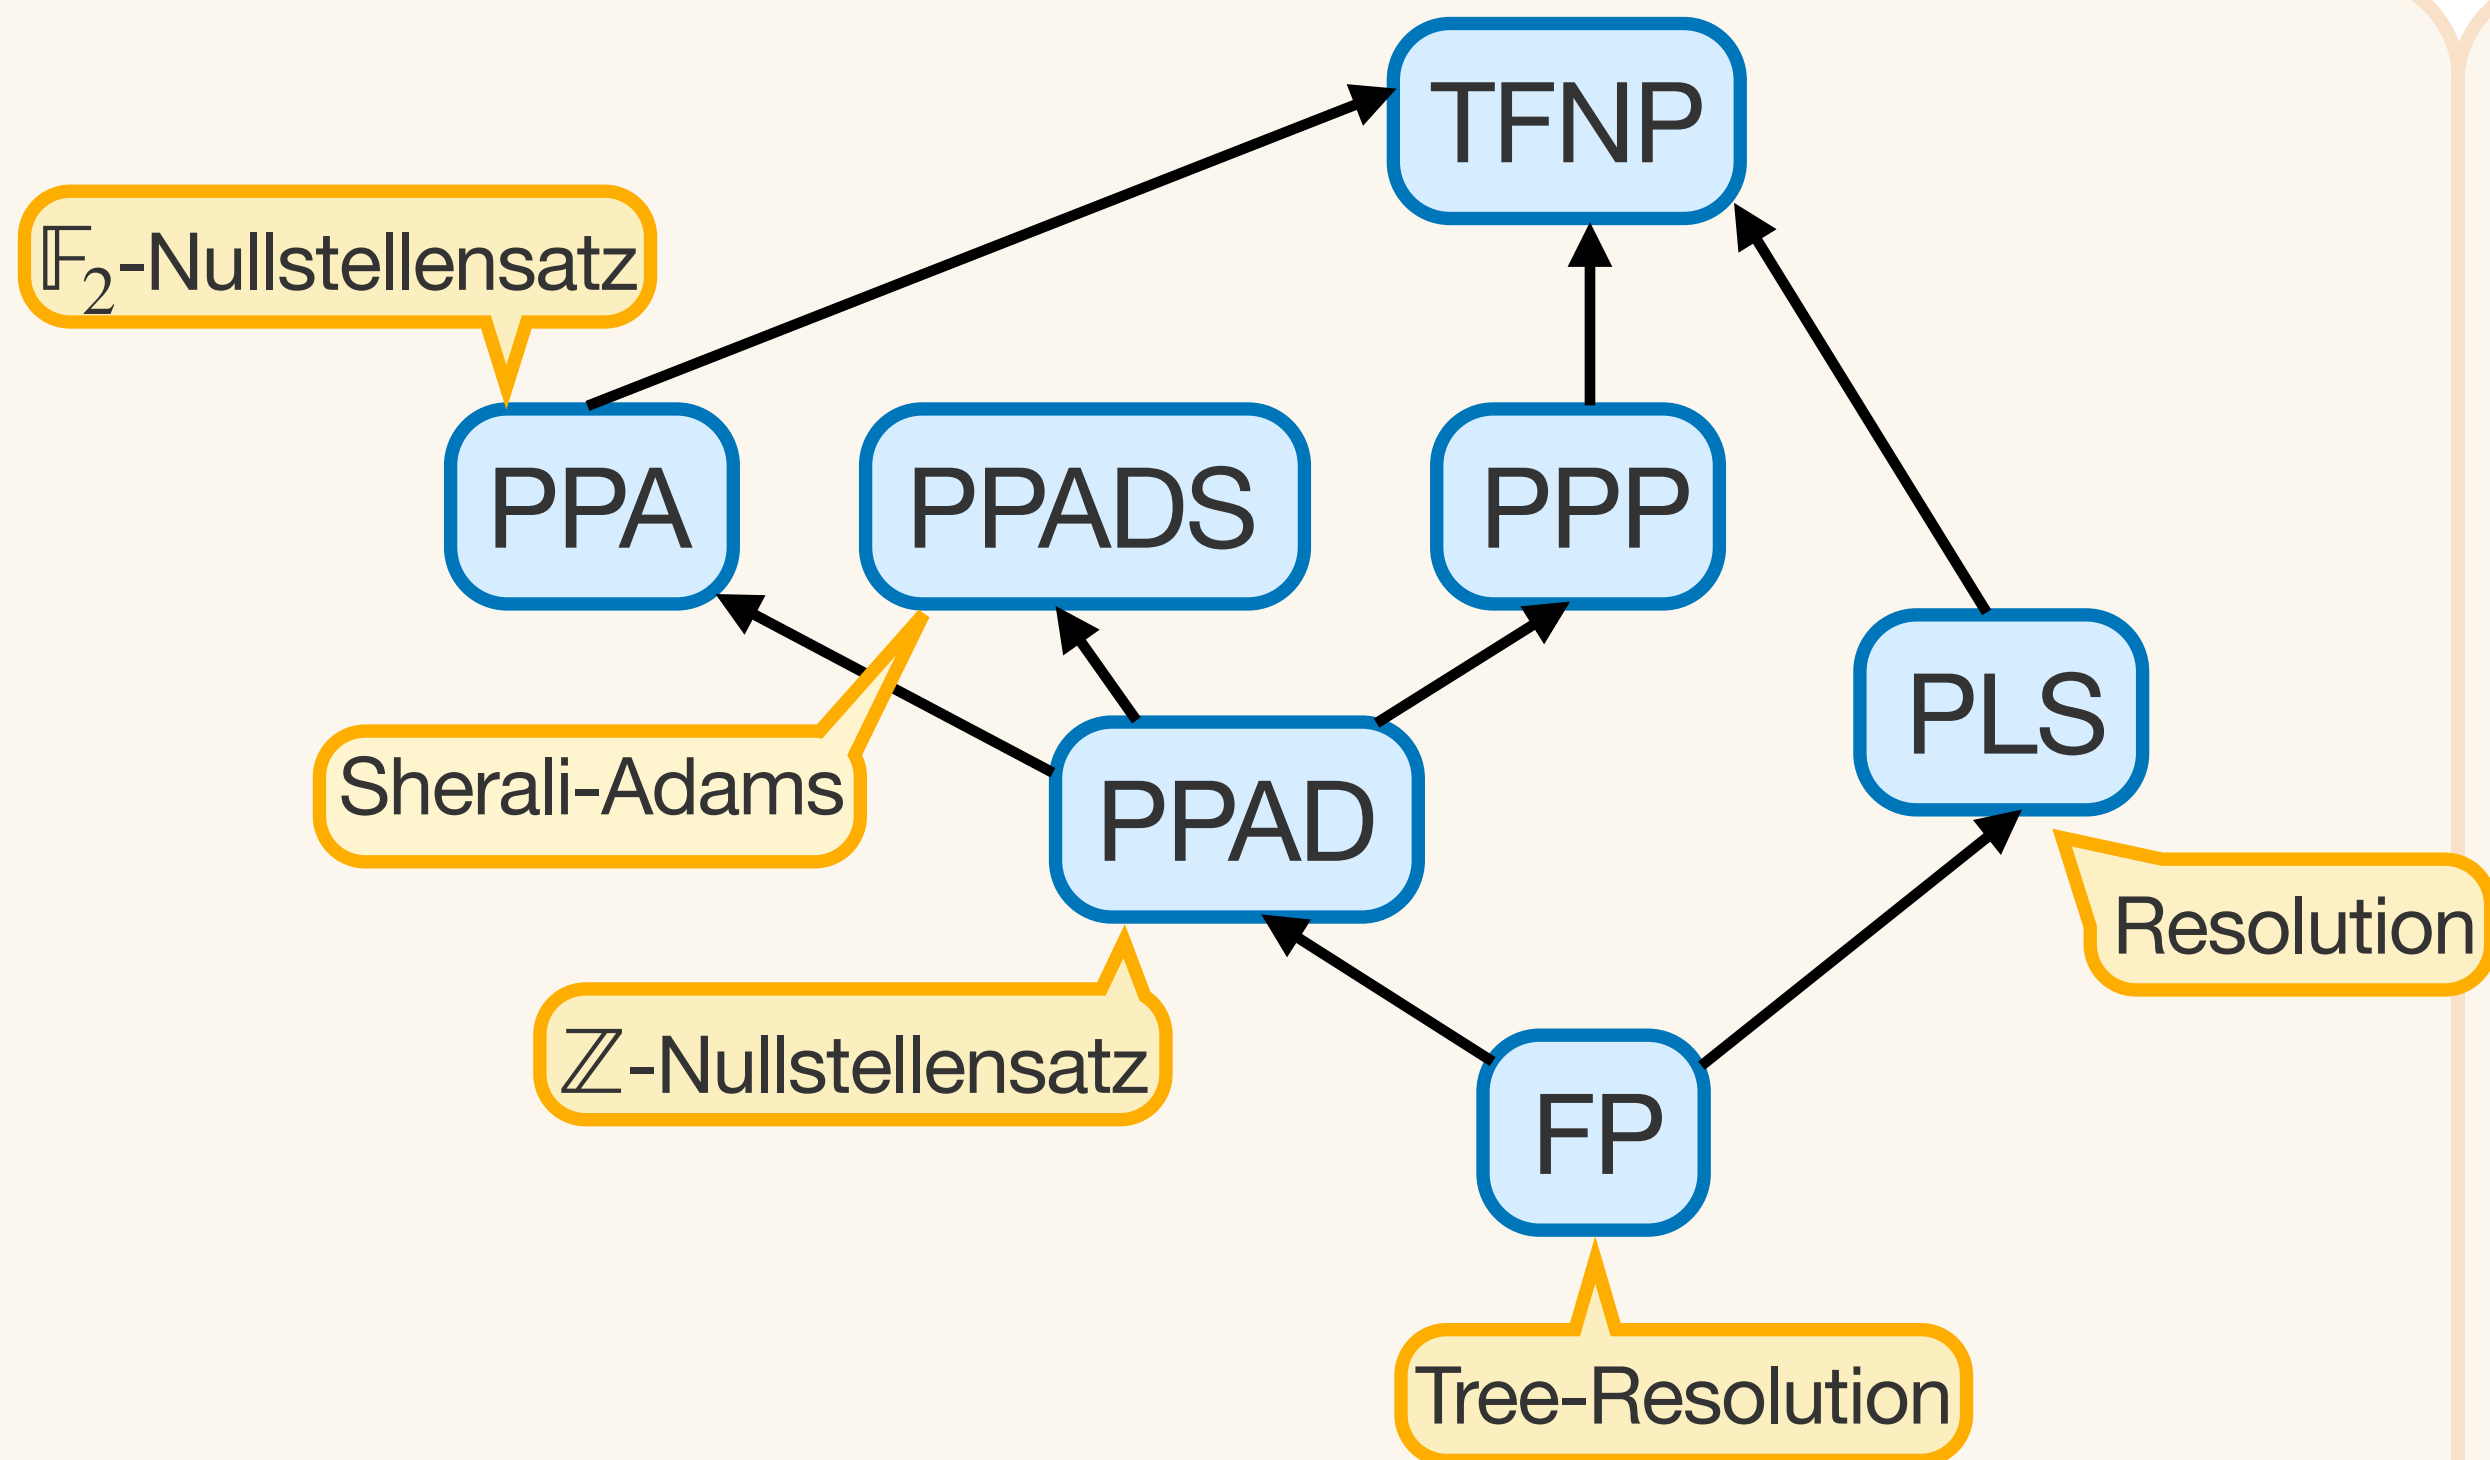 TFNP
𝔽₂-Nullstellensatz
PPA
PPADS
PPP
PLS
Sherali-Adams
PPAD
Resolution
ℤ-Nullstellensatz
FP
Tree-Resolution